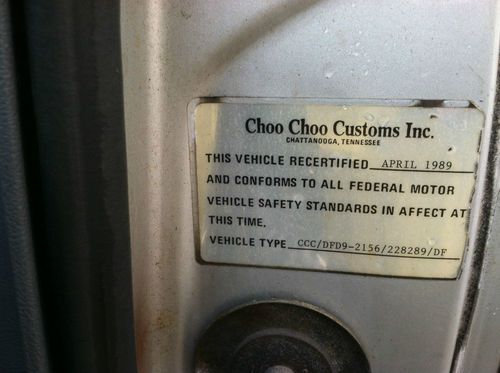 Choo Choo Customs Inc.
CHATTANOOGA, TENNESSEE
THIS VEHICLE RECERTIFIED APRIL 1989
AND CONFORMS TO ALL FEDERAL MOTOR
VEHICLE SAFETY STANDARDS IN AFFECT AT
THIS TIME.
VEHICLE TYPE CCC/DFD9-2156/228289/DF